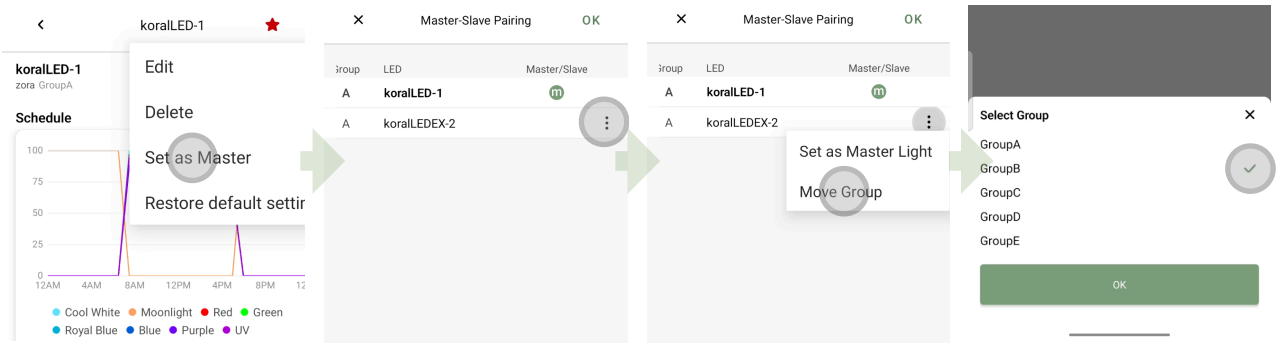 koralLED-1
koralLED-1
zora GroupA
Schedule
100
75
50
25
0
12AM 4AM 8AM 12PM 4PM 8PM 12
Cool White Moonlight Red Green
Royal Blue Blue Purple UV
Edit
Delete
Set as Master
Restore default settin
Master-Slave Pairing OK
Group LED Master/Slave
A koralLED-1 m
A koralLEDEX-2
Master-Slave Pairing OK
Group LED Master/Slave
A koralLED-1 m
A koralLEDEX-2
Set as Master Light
Move Group
Select Group
GroupA
GroupB
GroupC
GroupD
GroupE
OK